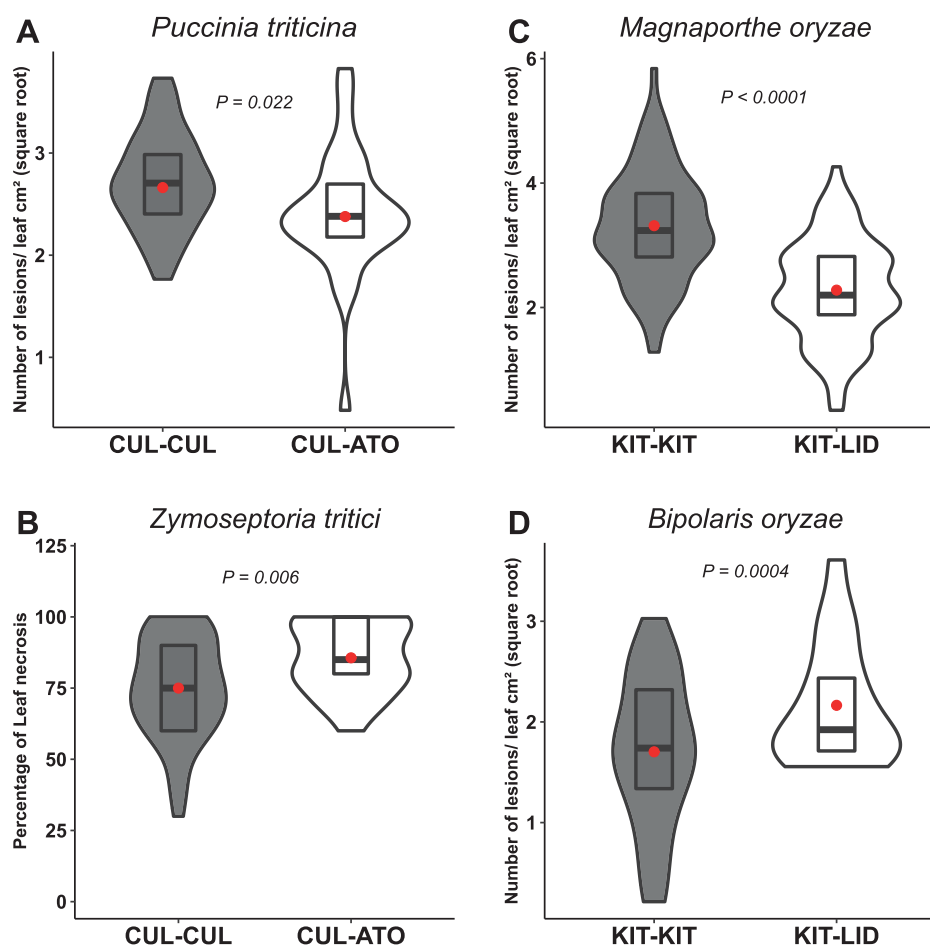 A
Puccinia triticina
Number of lesions/ leaf cm² (square root)
P = 0.022
3
2
1
CUL-CUL
CUL-ATO
C
Magnaporthe oryzae
Number of lesions/ leaf cm² (square root)
P < 0.0001
6
4
2
KIT-KIT
KIT-LID
B
Zymoseptoria tritici
Percentage of Leaf necrosis
P = 0.006
125
100
75
50
25
0
CUL-CUL
CUL-ATO
D
Bipolaris oryzae
Number of lesions/ leaf cm² (square root)
P = 0.0004
3
2
1
KIT-KIT
KIT-LID